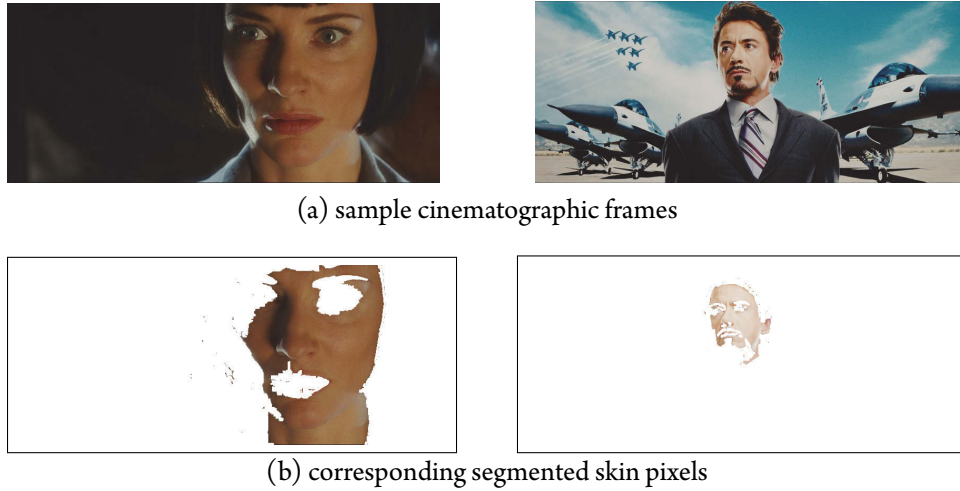 (a) sample cinematographic frames
(b) corresponding segmented skin pixels